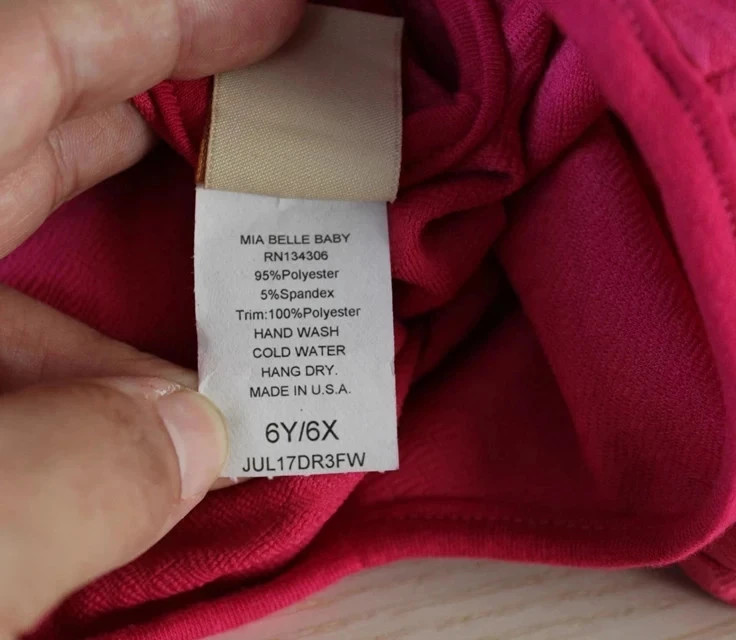 MIA BELLE BABY
RN134306
95%Polyester
5%Spandex
Trim:100%Polyester
HAND WASH
COLD WATER
HANG DRY.
MADE IN U.S.A.
6Y/6X
JUL17DR3FW